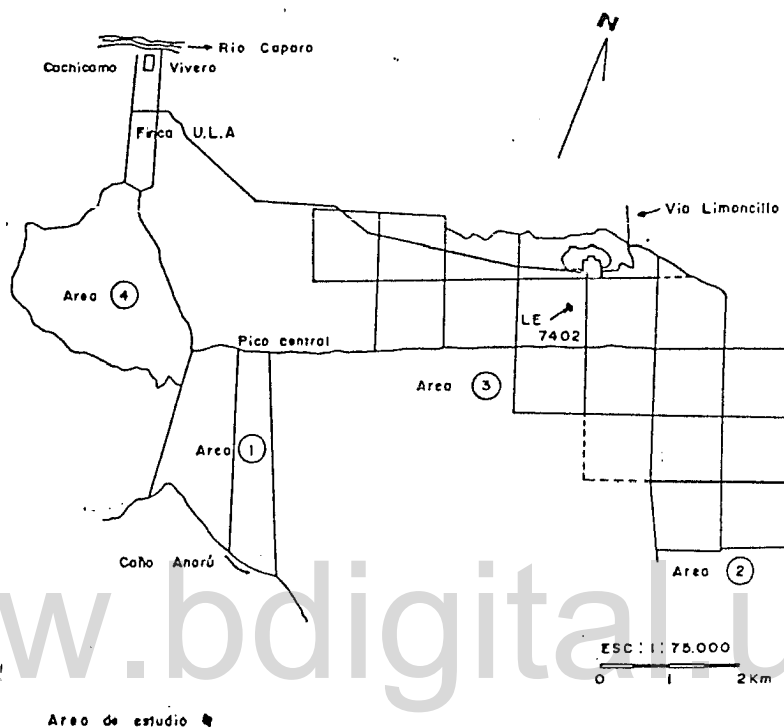 N
→ Rio Caparo
Cachicamo Vivero
Finca U.L.A
Via Limoncillo
Area 4
LE
7402
Pico central
Area 3
Area 1
Caño Anarú
Area 2
w.bdigital.u
ESC : 1 : 75.000
0 1 2 Km
Area de estudio